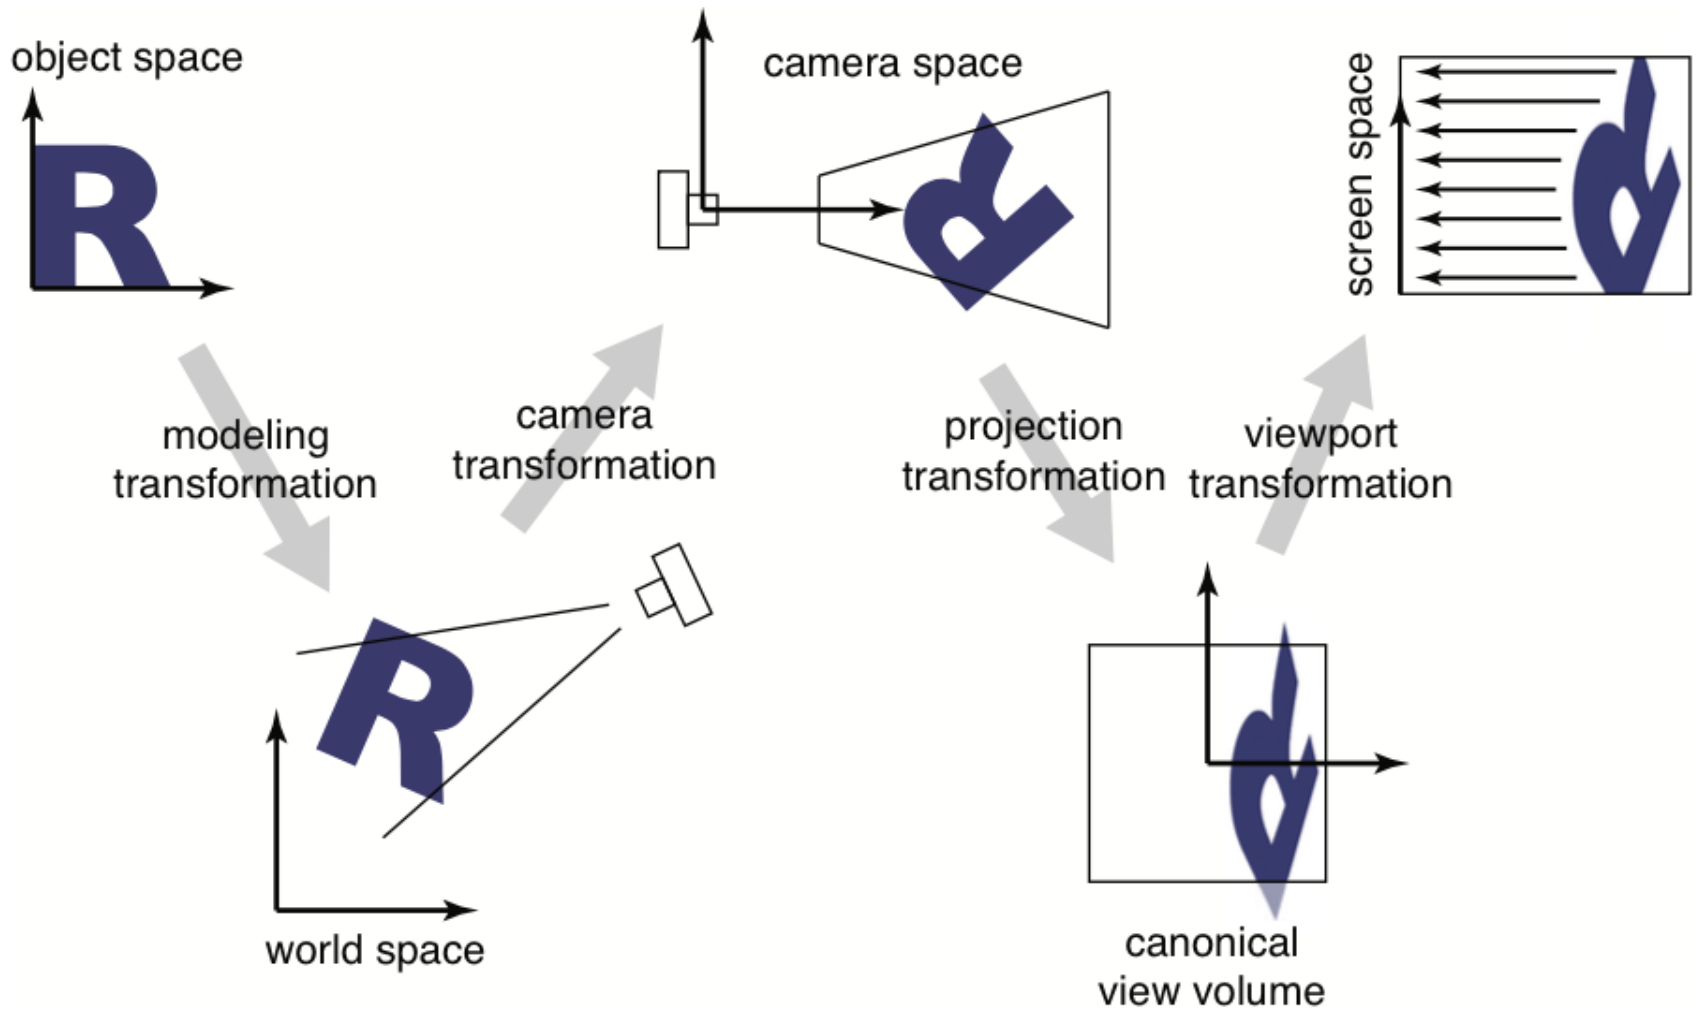 object space
camera space
screen space
modeling
transformation
camera
transformation
projection
transformation
viewport
transformation
world space
canonical
view volume
R
R
R
R
R